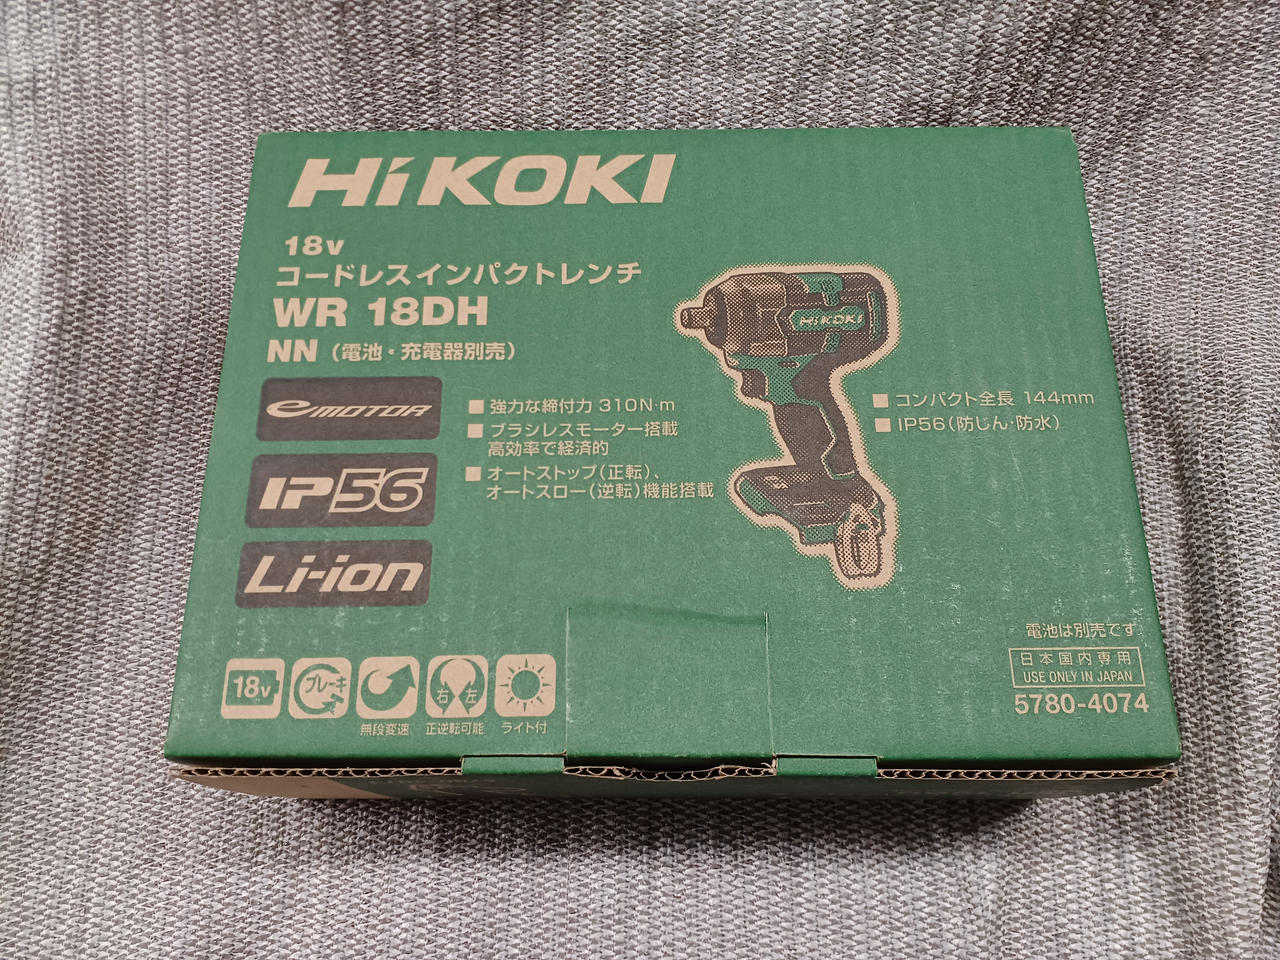 HiKOKI
18v
コードレスインパクトレンチ
WR 18DH
NN（電池・充電器別売）
HiKOKI
eMOTOR
IP56
Li-ion
■ 強力な締付力 310N·m
■ ブラシレスモーター搭載
高効率で経済的
■ オートストップ（正転）、
オートスロー（逆転）機能搭載
■ コンパクト全長 144mm
■ IP56（防じん・防水）
18v
ブレーキ
無段変速
右 左
正逆転可能
ライト付
電池は別売です
日本国内専用
USE ONLY IN JAPAN
5780-4074